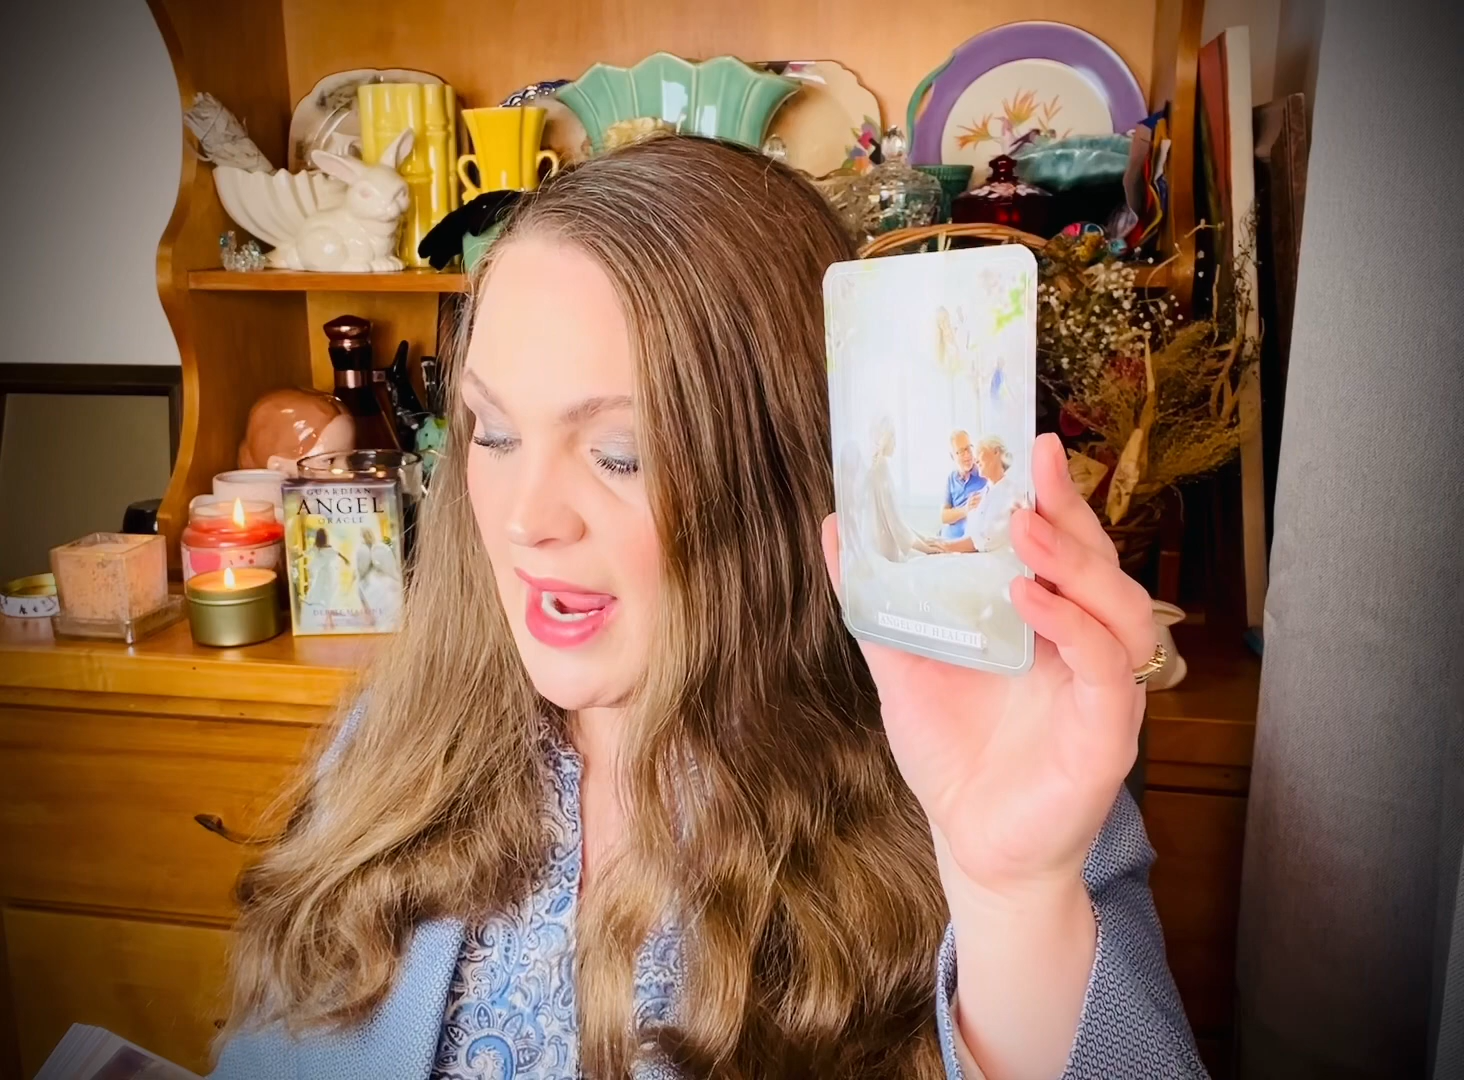 GUARDIAN
ANGEL
ORACLE
16
ANGEL OF HEALTH